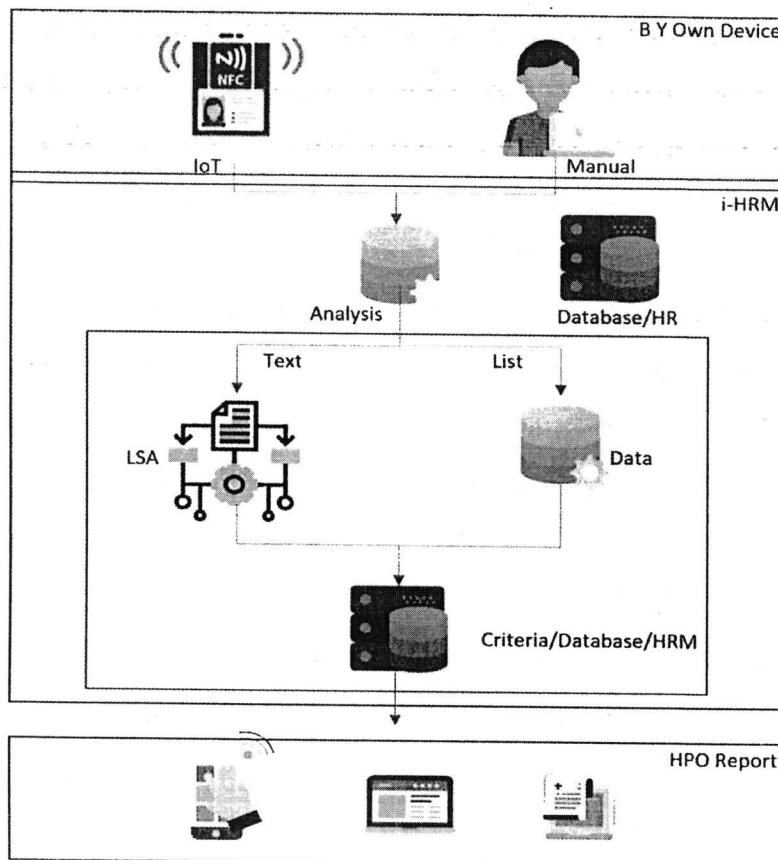 B Y Own Device
NFC
IoT
Manual
i-HRM
Analysis
Database/HR
Text
List
LSA
Data
Criteria/Database/HRM
HPO Report